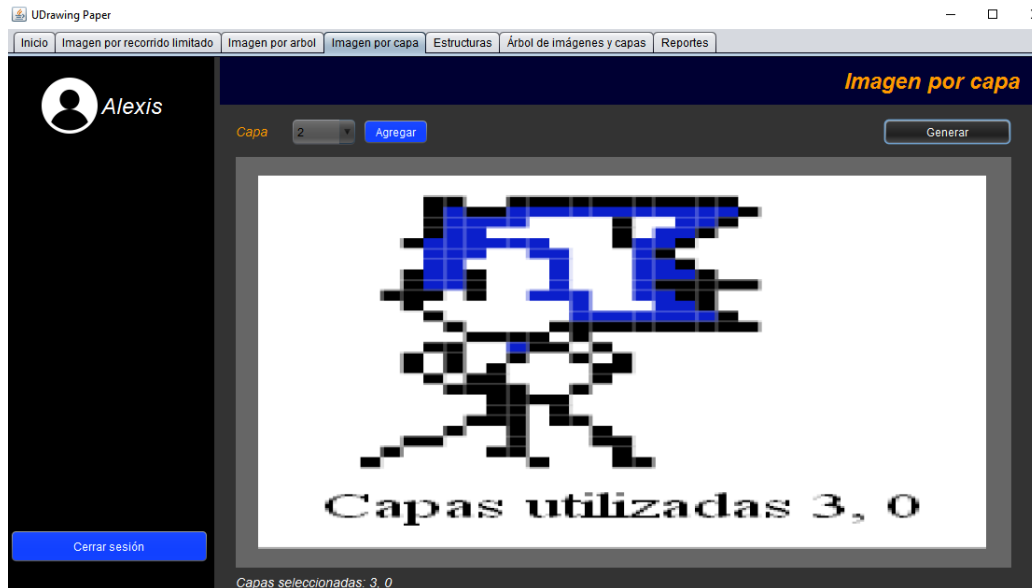 UDrawing Paper
Inicio Imagen por recorrido limitado Imagen por arbol Imagen por capa Estructuras Árbol de imágenes y capas Reportes
Imagen por capa
Alexis
Capa 2 Agregar Generar
Capas utilizadas 3, 0
Cerrar sesión
Capas seleccionadas: 3, 0